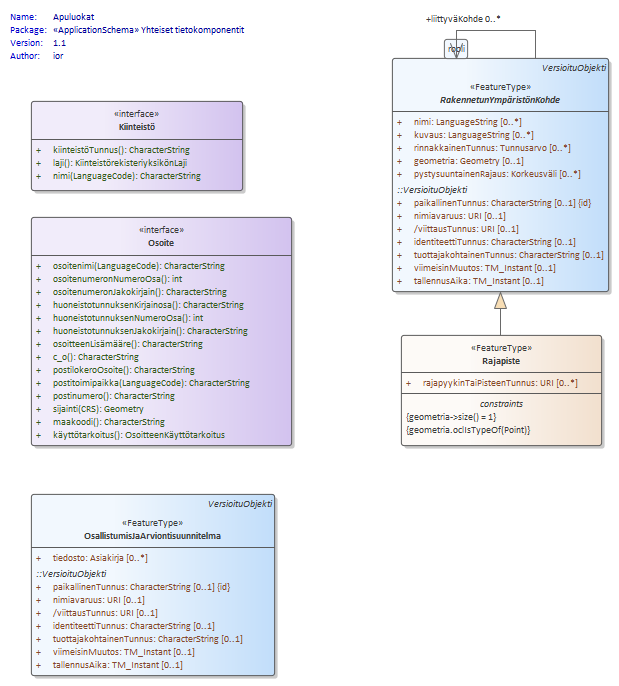 Name: Apuluokat
Package: «ApplicationSchema» Yhteiset tietokomponentit
Version: 1.1
Author: ior
«interface»
Kiinteistö
+ kiinteistöTunnus(): CharacterString
+ laji(): KiinteistörekisteriyksikönLaji
+ nimi(LanguageCode): CharacterString
«interface»
Osoite
+ osoitenimi(LanguageCode): CharacterString
+ osoitenumeronNumeroOsa(): int
+ osoitenumeronJakokirjain(): CharacterString
+ huoneistotunnuksenKirjainosa(): CharacterString
+ huoneistotunnuksenNumeroOsa(): int
+ huoneistotunnuksenJakokirjain(): CharacterString
+ osoitteenLisämääre(): CharacterString
+ c_o(): CharacterString
+ postilokeroOsoite(): CharacterString
+ postitoimipaikka(LanguageCode): CharacterString
+ postinumero(): CharacterString
+ sijainti(CRS): Geometry
+ maakoodi(): CharacterString
+ käyttötarkoitus(): OsoitteenKäyttötarkoitus
VersioituObjekti
«FeatureType»
OsallistumisJaArviontisuunnitelma
+ tiedosto: Asiakirja [0..*]
::VersioituObjekti
+ paikallinenTunnus: CharacterString [0..1] {id}
+ nimiavaruus: URI [0..1]
+ /viittausTunnus: URI [0..1]
+ identiteettiTunnus: CharacterString [0..1]
+ tuottajakohtainenTunnus: CharacterString [0..1]
+ viimeisinMuutos: TM_Instant [0..1]
+ tallennusAika: TM_Instant [0..1]
+liittyväKohde 0..*
rooli
VersioituObjekti
«FeatureType»
RakennetunYmpäristönKohde
+ nimi: LanguageString [0..*]
+ kuvaus: LanguageString [0..*]
+ rinnakkainenTunnus: Tunnusarvo [0..*]
+ geometria: Geometry [0..1]
+ pystysuuntainenRajaus: Korkeusväli [0..*]
::VersioituObjekti
+ paikallinenTunnus: CharacterString [0..1] {id}
+ nimiavaruus: URI [0..1]
+ /viittausTunnus: URI [0..1]
+ identiteettiTunnus: CharacterString [0..1]
+ tuottajakohtainenTunnus: CharacterString [0..1]
+ viimeisinMuutos: TM_Instant [0..1]
+ tallennusAika: TM_Instant [0..1]
«FeatureType»
Rajapiste
+ rajapyykinTaiPisteenTunnus: URI [0..*]
constraints
{geometria->size() = 1}
{geometria.oclIsTypeOf(Point)}